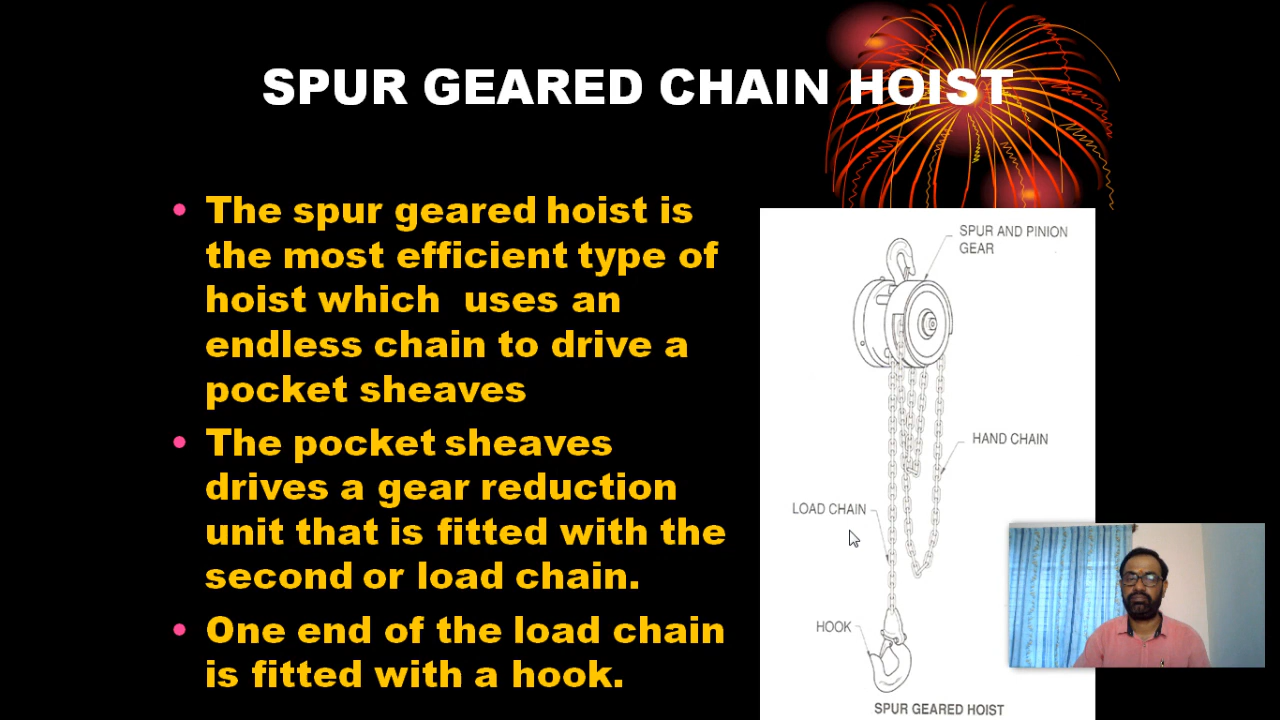 SPUR GEARED CHAIN HOIST
• The spur geared hoist is
the most efficient type of
hoist which uses an
endless chain to drive a
pocket sheaves
• The pocket sheaves
drives a gear reduction
unit that is fitted with the
second or load chain.
• One end of the load chain
is fitted with a hook.
SPUR AND PINION
GEAR
HAND CHAIN
LOAD CHAIN
HOOK
SPUR GEARED HOIST